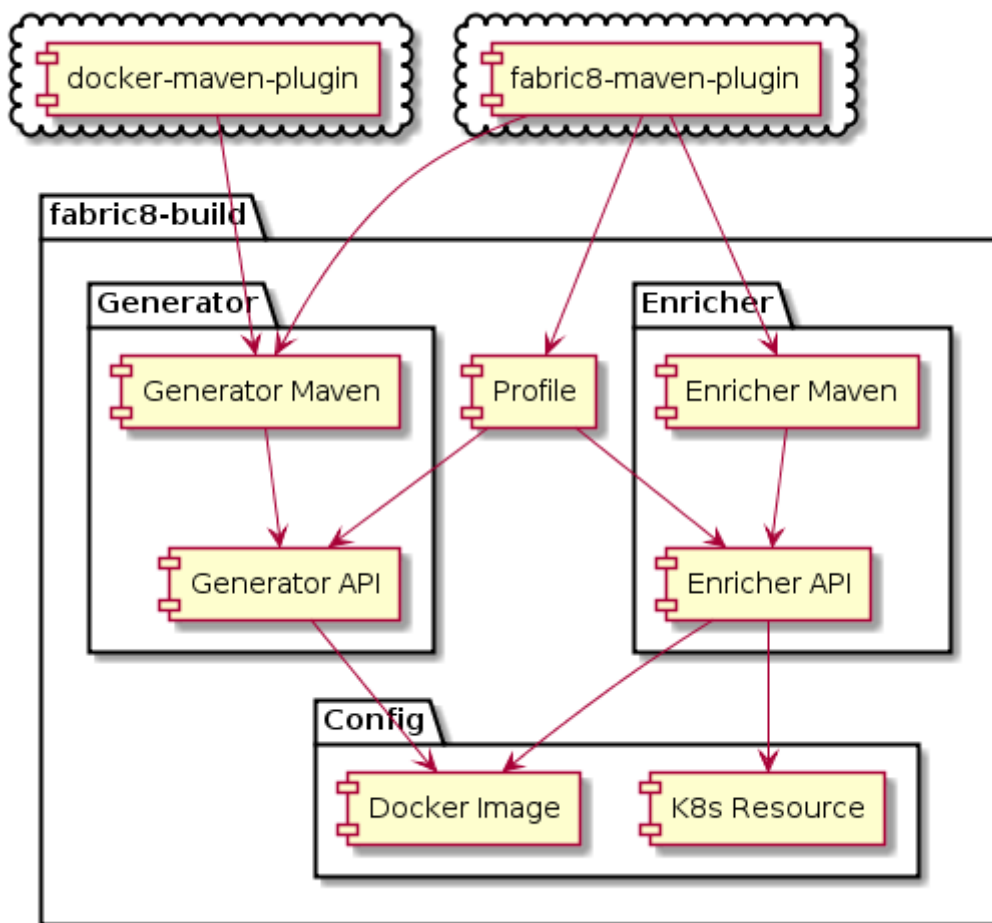 docker-maven-plugin
fabric8-maven-plugin
fabric8-build
Generator
Enricher
Generator Maven
Profile
Enricher Maven
Generator API
Enricher API
Config
Docker Image
K8s Resource